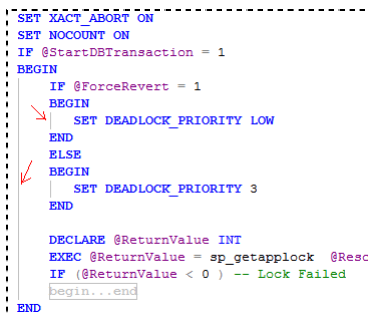 SET XACT_ABORT ON
SET NOCOUNT ON
IF @StartDBTransaction = 1
BEGIN
IF @ForceRevert = 1
BEGIN
SET DEADLOCK_PRIORITY LOW
END
ELSE
BEGIN
SET DEADLOCK_PRIORITY 3
END
DECLARE @ReturnValue INT
EXEC @ReturnValue = sp_getapplock @Resc
IF (@ReturnValue < 0 ) -- Lock Failed
begin...end
END